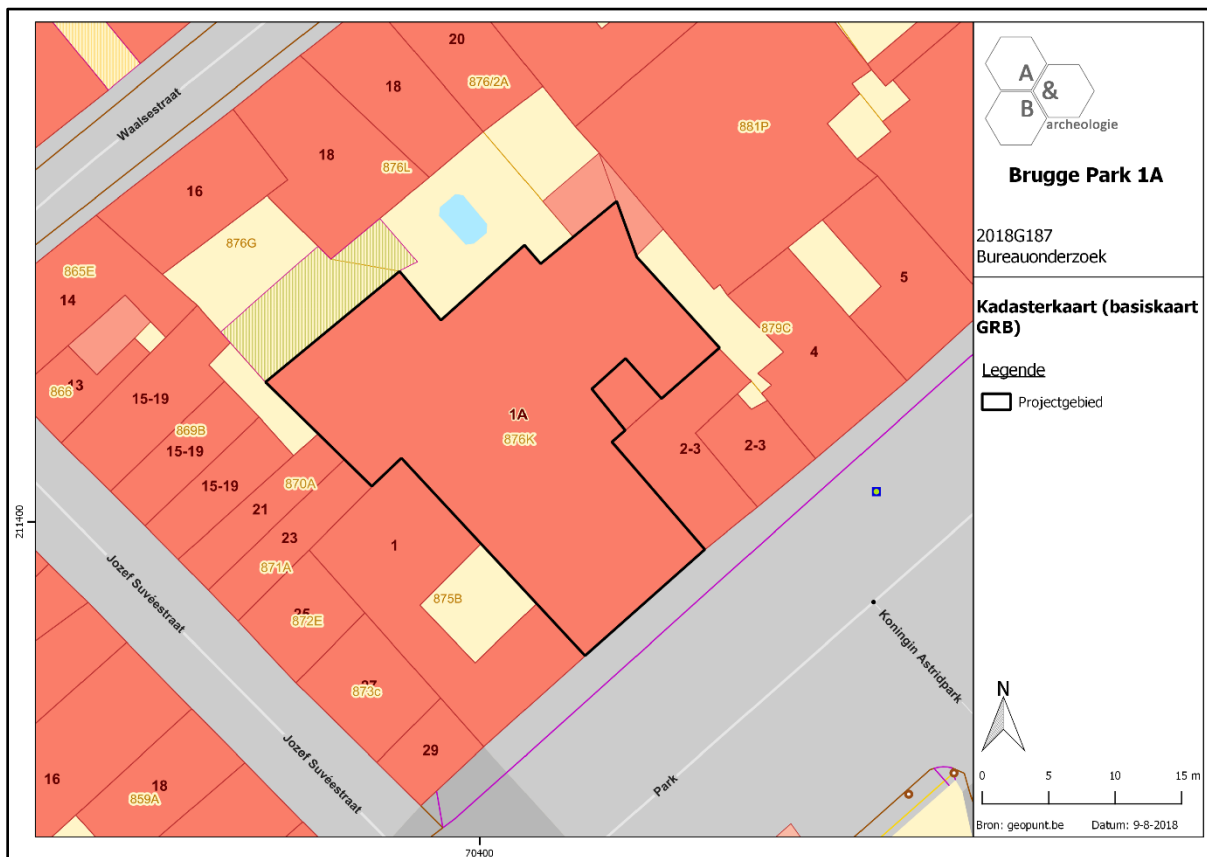 20
876/2A
18
18
876L
881P
Waalsestraat
16
876G
865E
14
5
879C
4
13
866
15-19
869B
15-19
15-19
870A
21
23
871A
1A
876K
2-3
2-3
1
875B
25
872E
27
873c
29
Jozef Suvéestraat
Jozef Suvéestraat
Park
Koningin Astridpark
16
18
859A
211400
70400
A
&
B
archeologie
Brugge Park 1A
2018G187
Bureauonderzoek
Kadasterkaart (basiskaart
GRB)
Legende
Projectgebied
N
0 5 10 15 m
Bron: geopunt.be Datum: 9-8-2018